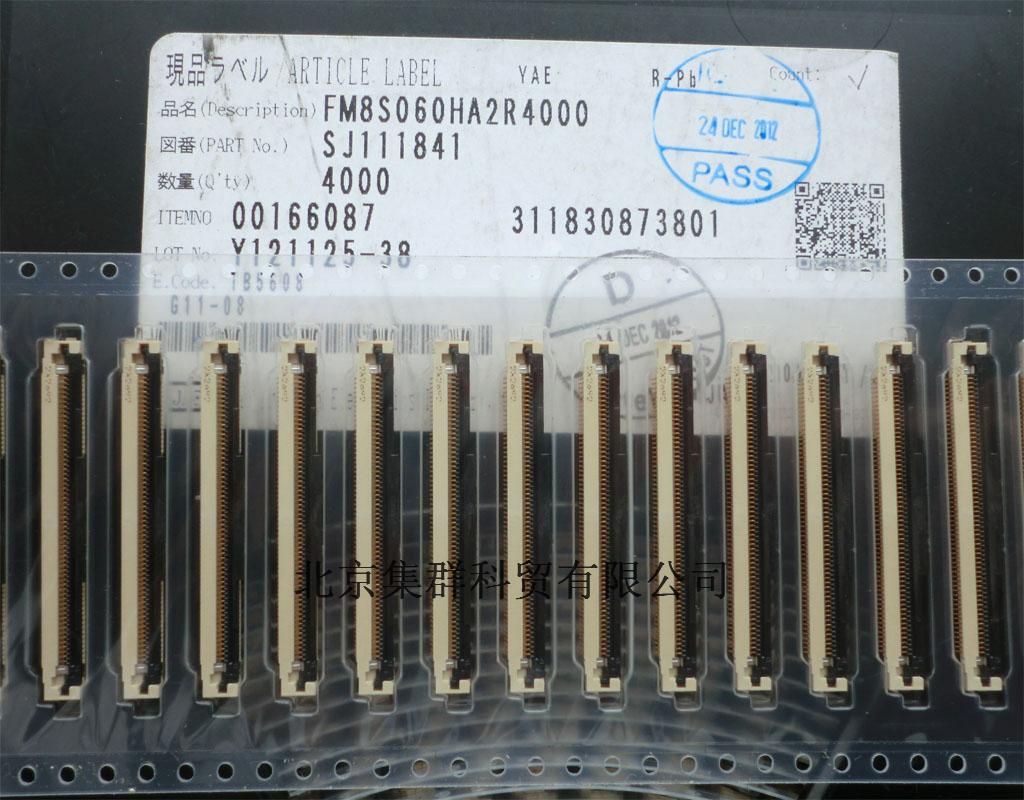 現品ラベル/ARTICLE LABEL YAE R-Pb Count:
品名(Description) FM8S060HA2R4000
24 DEC 2012
図番(PART No.) SJ111841
PASS
数量(Q'ty) 4000
ITEMNO 00166087 311830873801
LOT No. Y121125-38
E.Code. TB5608
D
G11-08
DEC 2012
北京集群科贸有限公司